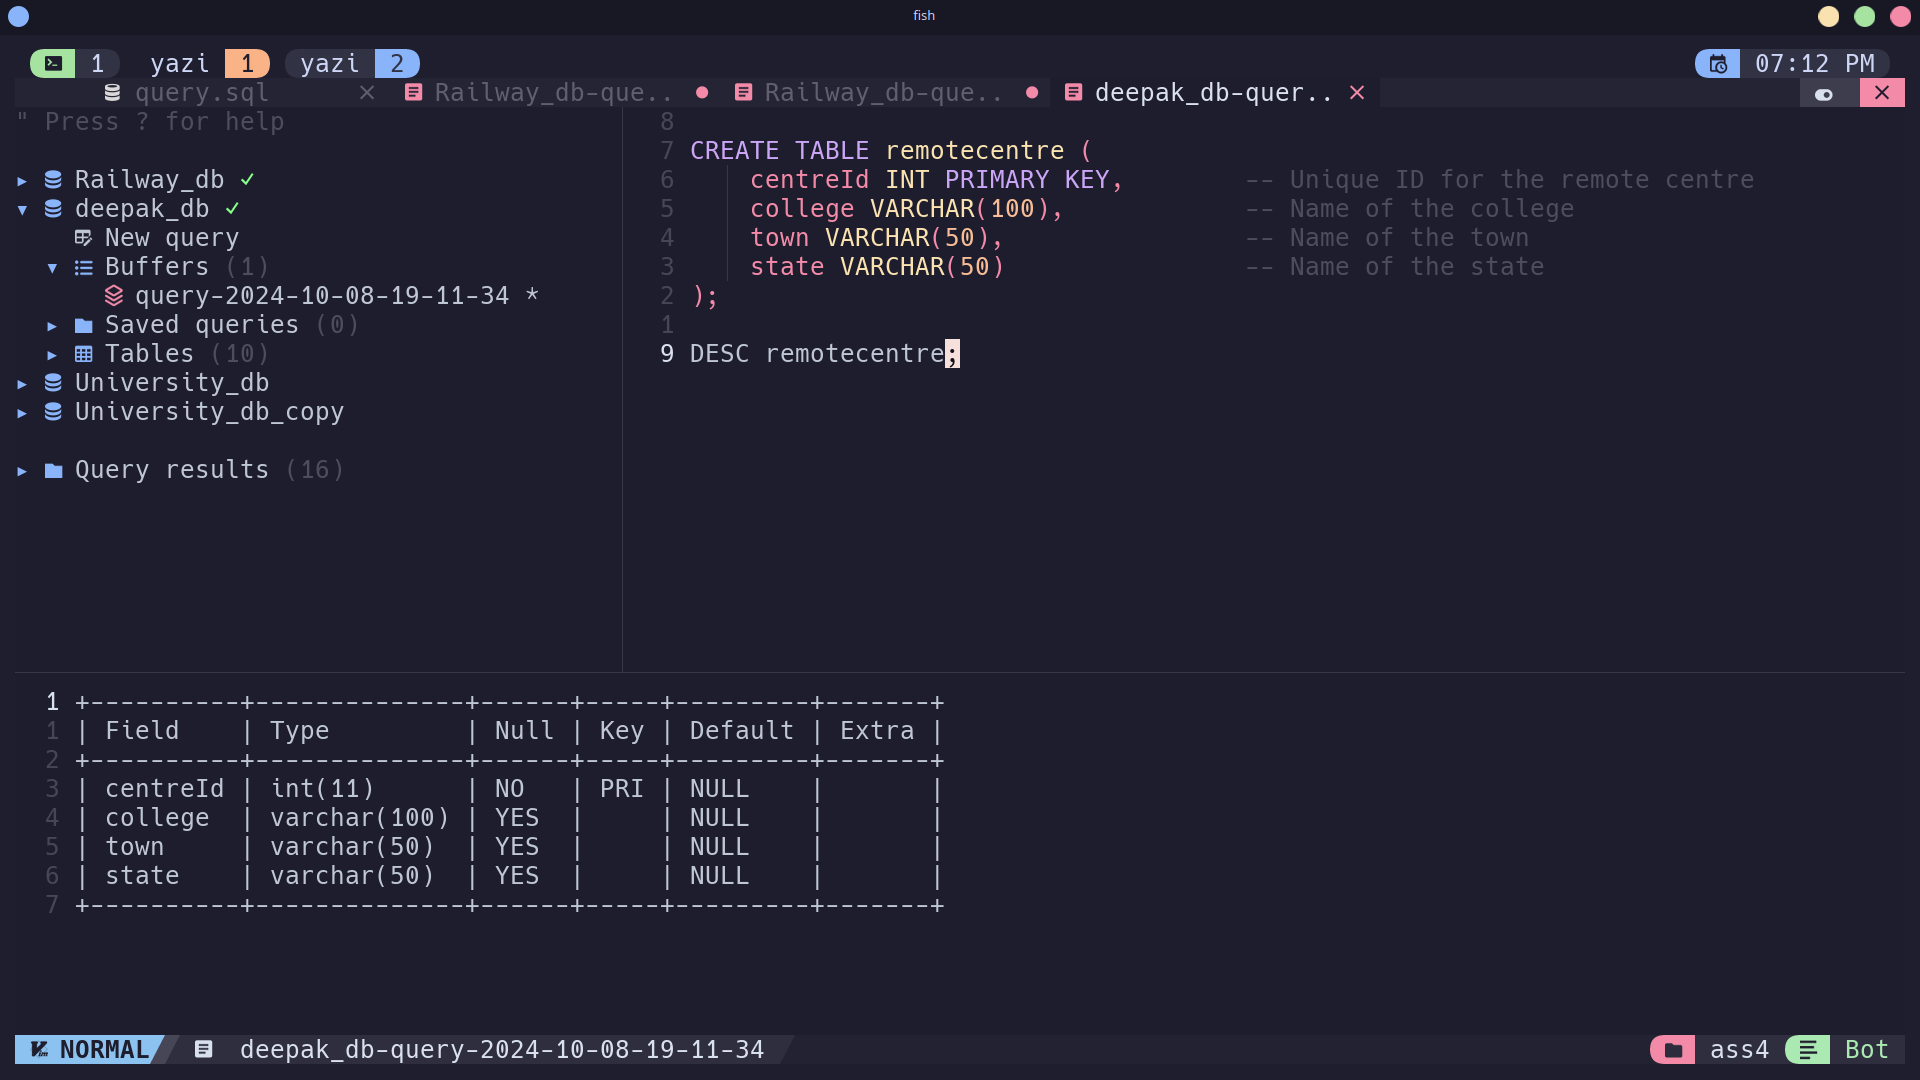 fish
1 yazi 1 yazi 2 07:12 PM
query.sql Railway_db-que.. Railway_db-que.. deepak_db-quer..
" Press ? for help
Railway_db
deepak_db
New query
Buffers (1)
query-2024-10-08-19-11-34 *
Saved queries (0)
Tables (10)
University_db
University_db_copy
Query results (16)
8
7 CREATE TABLE remotecentre (
6 centreId INT PRIMARY KEY, -- Unique ID for the remote centre
5 college VARCHAR(100), -- Name of the college
4 town VARCHAR(50), -- Name of the town
3 state VARCHAR(50) -- Name of the state
2 );
1
9 DESC remotecentre;
1 +----------+--------------+------+-----+---------+-------+
1 | Field    | Type         | Null | Key | Default | Extra |
2 +----------+--------------+------+-----+---------+-------+
3 | centreId | int(11)      | NO   | PRI | NULL    |       |
4 | college  | varchar(100) | YES  |     | NULL    |       |
5 | town     | varchar(50)  | YES  |     | NULL    |       |
6 | state    | varchar(50)  | YES  |     | NULL    |       |
7 +----------+--------------+------+-----+---------+-------+
NORMAL deepak_db-query-2024-10-08-19-11-34 ass4 Bot